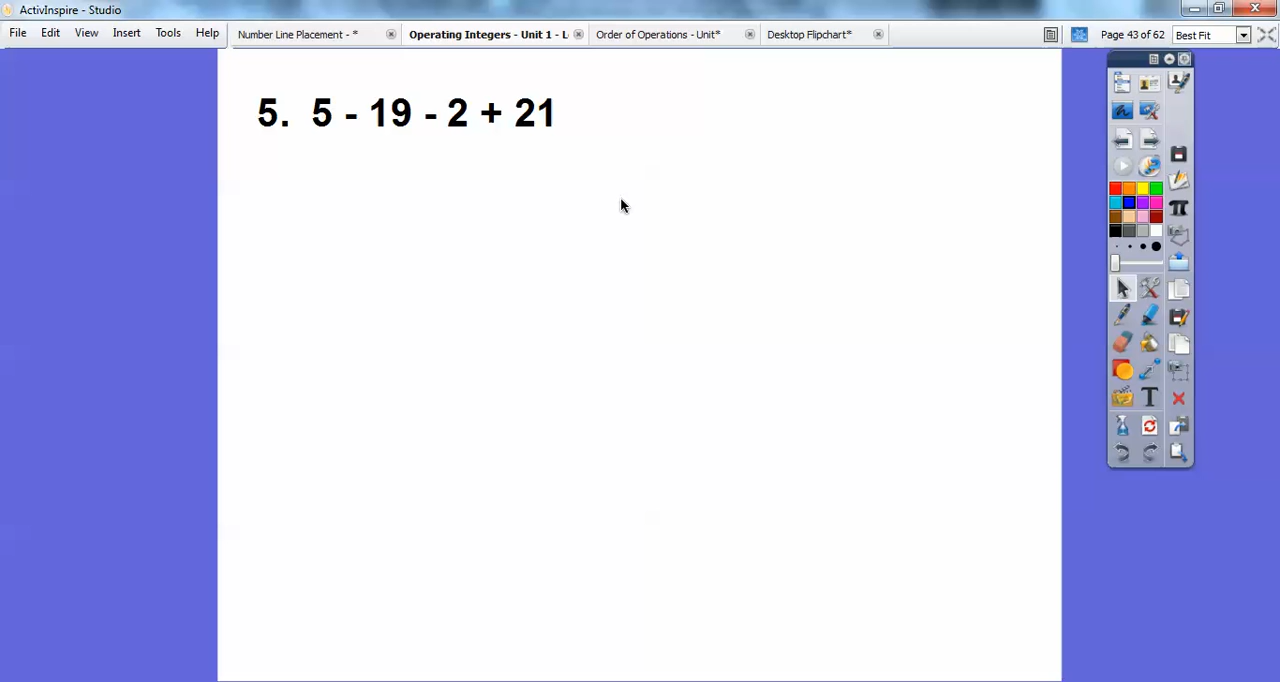 ActivInspire - Studio
File Edit View Insert Tools Help
Number Line Placement - * Operating Integers - Unit 1 - L Order of Operations - Unit* Desktop Flipchart* Page 43 of 62 Best Fit
5. 5 - 19 - 2 + 21